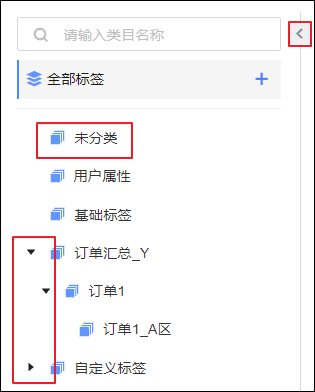 请输入类目名称
全部标签
未分类
用户属性
基础标签
订单汇总_Y
订单1
订单1_A区
自定义标签